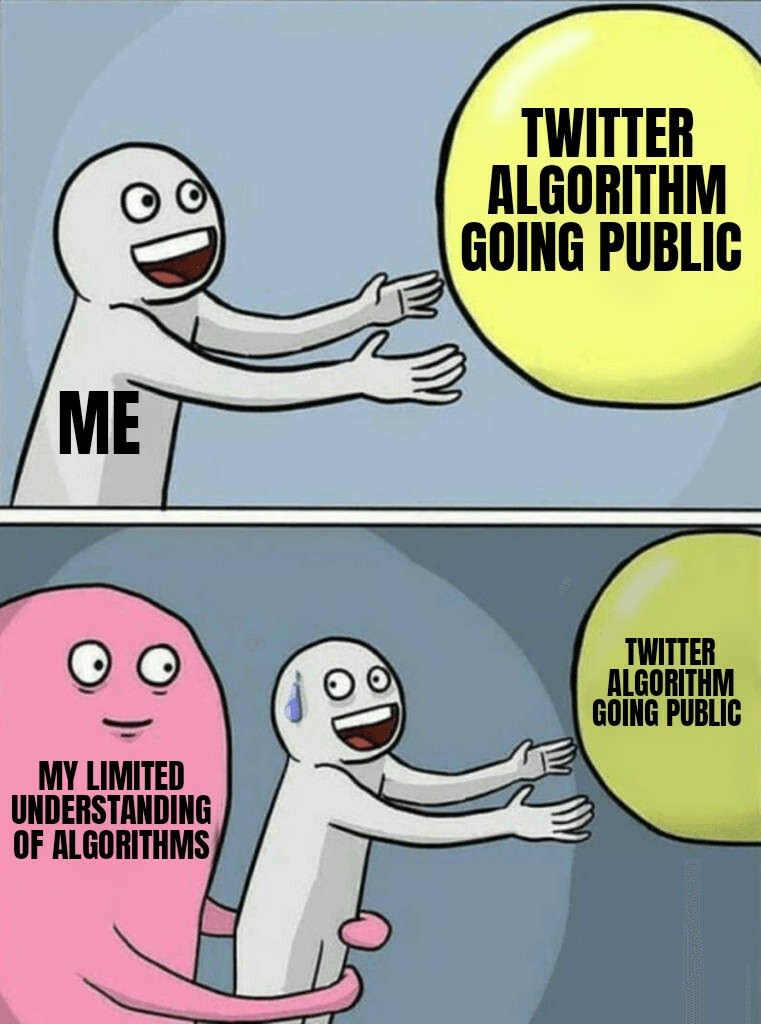 TWITTER
ALGORITHM
GOING PUBLIC
ME
TWITTER
ALGORITHM
GOING PUBLIC
MY LIMITED
UNDERSTANDING
OF ALGORITHMS